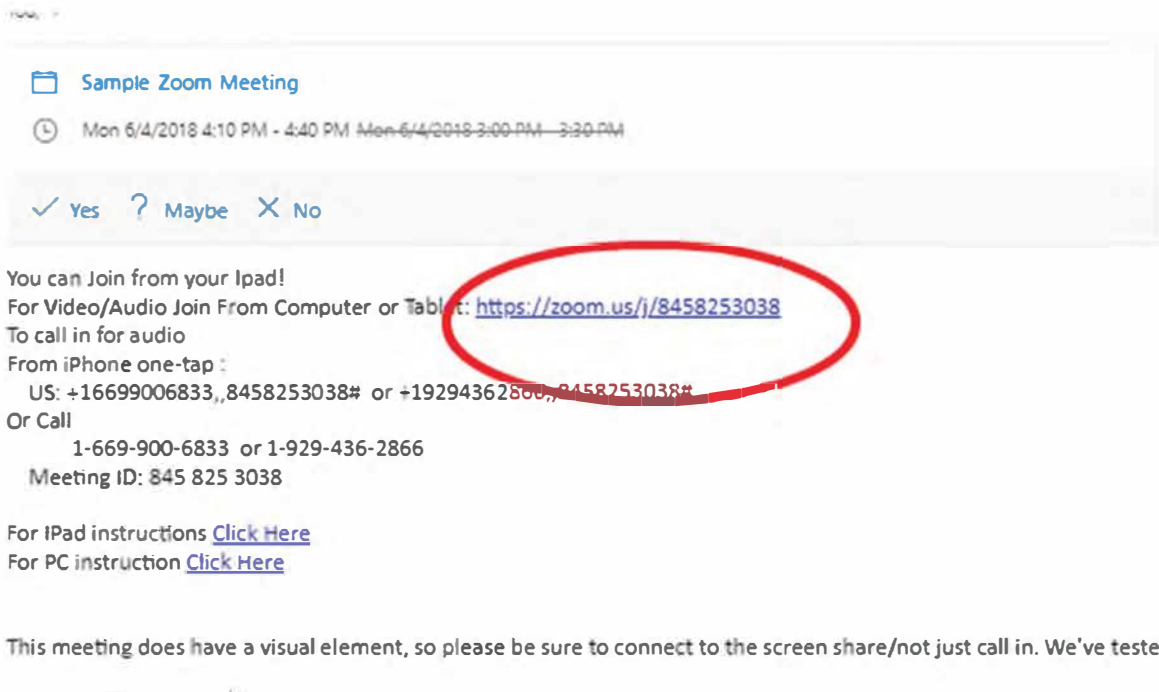 Sample Zoom Meeting
Mon 6/4/2018 4:10 PM - 4:40 PM Mon 6/4/2018 3:00 PM - 3:30 PM
Yes ? Maybe No
You can Join from your Ipad!
For Video/Audio Join From Computer or Tablet: https://zoom.us/j/8458253038
To call in for audio
From iPhone one-tap :
US: +16699006833,,8458253038# or +19294362866,,8458253038#
Or Call
1-669-900-6833 or 1-929-436-2866
Meeting ID: 845 825 3038
For IPad instructions Click Here
For PC instruction Click Here
This meeting does have a visual element, so please be sure to connect to the screen share/not just call in. We've teste